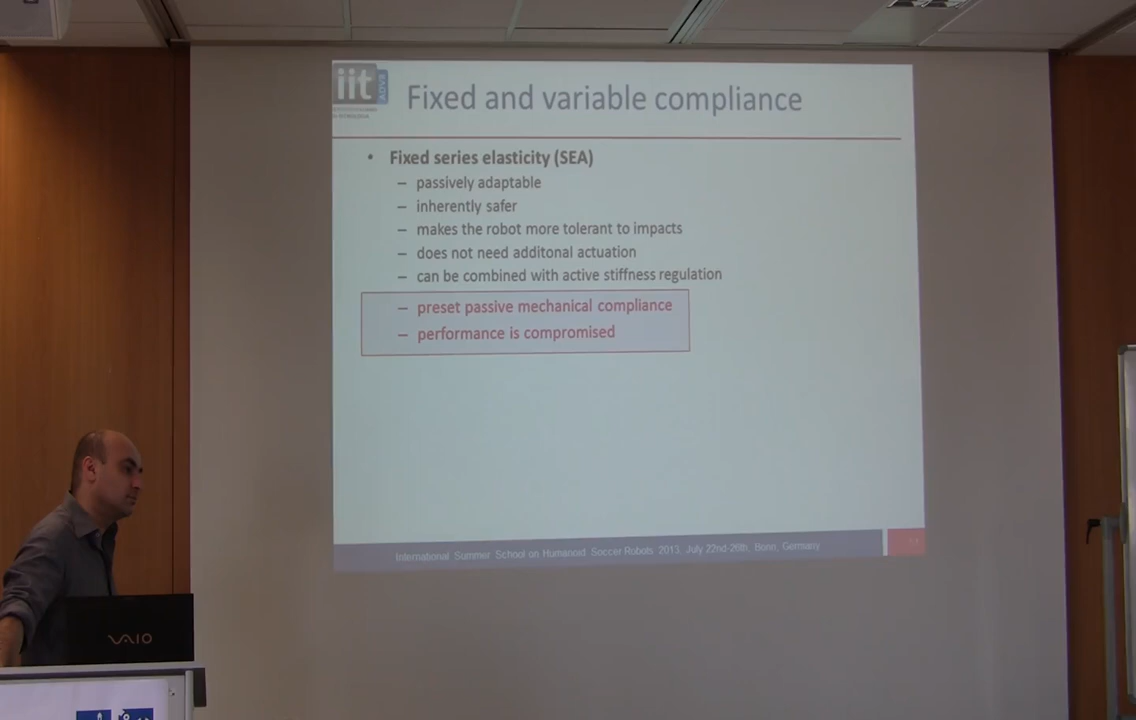 iit
ADVR
Fixed and variable compliance
• Fixed series elasticity (SEA)
– passively adaptable
– inherently safer
– makes the robot more tolerant to impacts
– does not need additonal actuation
– can be combined with active stiffness regulation
– preset passive mechanical compliance
– performance is compromised
International Summer School on Humanoid Soccer Robots 2013, July 22nd-26th, Bonn, Germany
VAIO